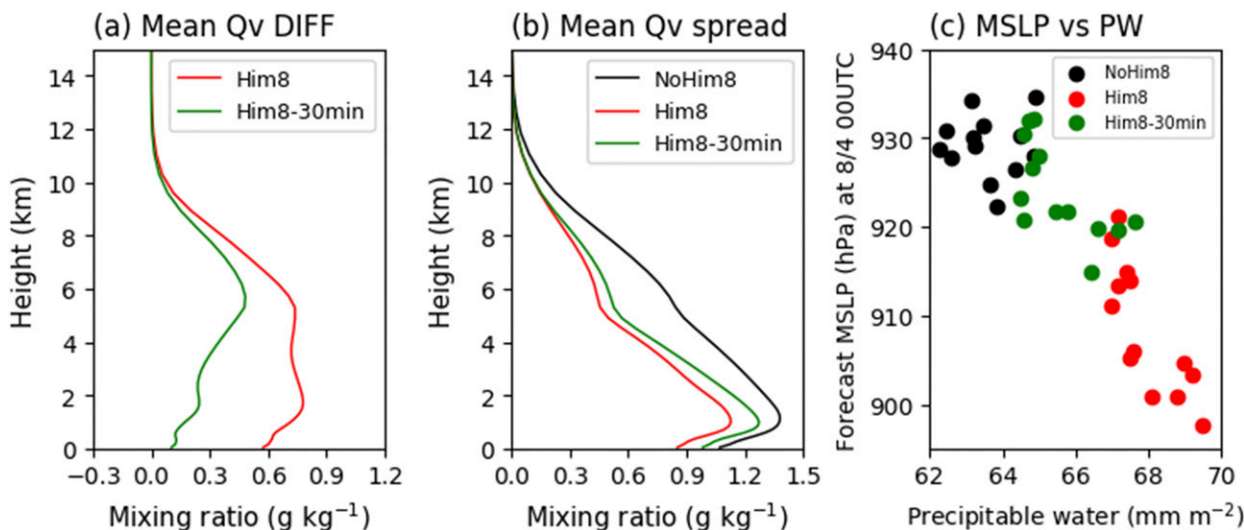 (a) Mean Qv DIFF
Height (km)
14
12
10
8
6
4
2
0
Him8
Him8-30min
−0.3 0.0 0.3 0.6 0.9 1.2
Mixing ratio (g kg⁻¹)
(b) Mean Qv spread
Height (km)
14
12
10
8
6
4
2
0
NoHim8
Him8
Him8-30min
0.0 0.3 0.6 0.9 1.2 1.5
Mixing ratio (g kg⁻¹)
(c) MSLP vs PW
Forecast MSLP (hPa) at 8/4 00UTC
940
930
920
910
900
NoHim8
Him8
Him8-30min
62 64 66 68 70
Precipitable water (mm m⁻²)